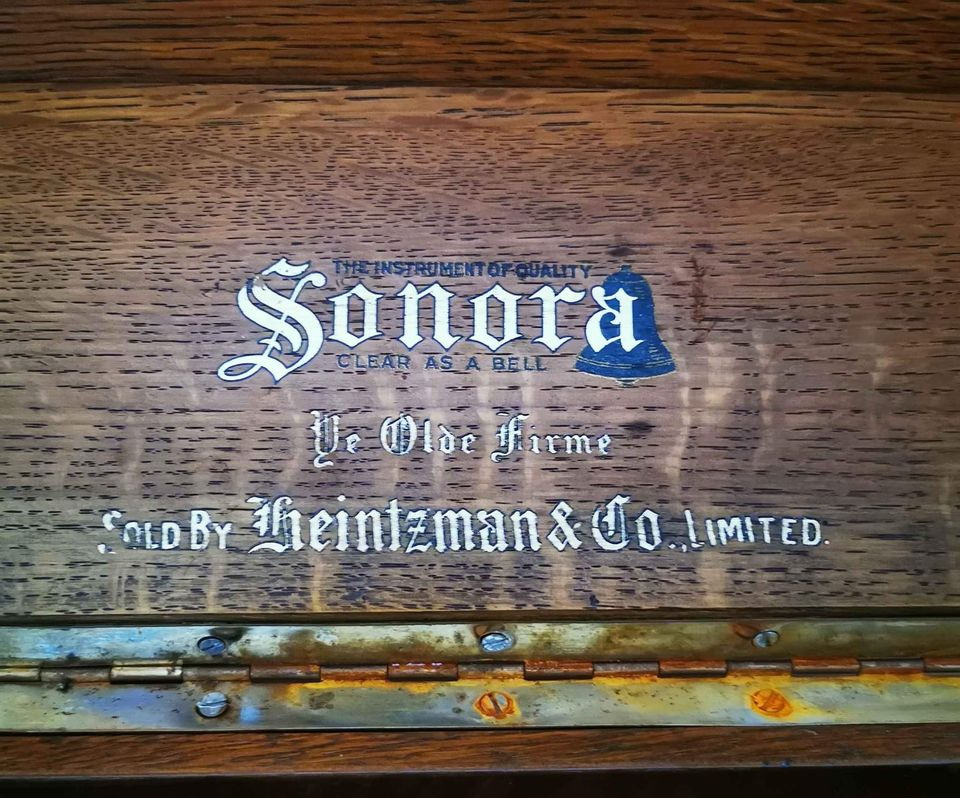 THE INSTRUMENT OF QUALITY
Sonora
CLEAR AS A BELL
Ye Olde Firme
SOLD BY Heintzman & Co., LIMITED.